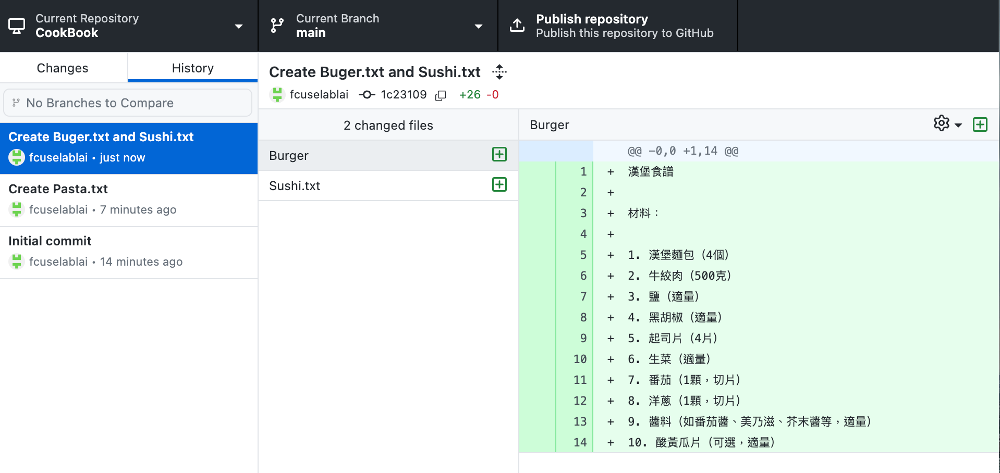 Current Repository
CookBook
Current Branch
main
Publish repository
Publish this repository to GitHub
Changes
History
No Branches to Compare
Create Buger.txt and Sushi.txt
fcuselablai • just now
Create Pasta.txt
fcuselablai • 7 minutes ago
Initial commit
fcuselablai • 14 minutes ago
Create Buger.txt and Sushi.txt
fcuselablai 1c23109 +26 -0
2 changed files
Burger
Sushi.txt
Burger
@@ -0,0 +1,14 @@
1 + 漢堡食譜
2 +
3 + 材料：
4 +
5 + 1. 漢堡麵包（4個）
6 + 2. 牛絞肉（500克）
7 + 3. 鹽（適量）
8 + 4. 黑胡椒（適量）
9 + 5. 起司片（4片）
10 + 6. 生菜（適量）
11 + 7. 番茄（1顆，切片）
12 + 8. 洋蔥（1顆，切片）
13 + 9. 醬料（如番茄醬、美乃滋、芥末醬等，適量）
14 + 10. 酸黃瓜片（可選，適量）